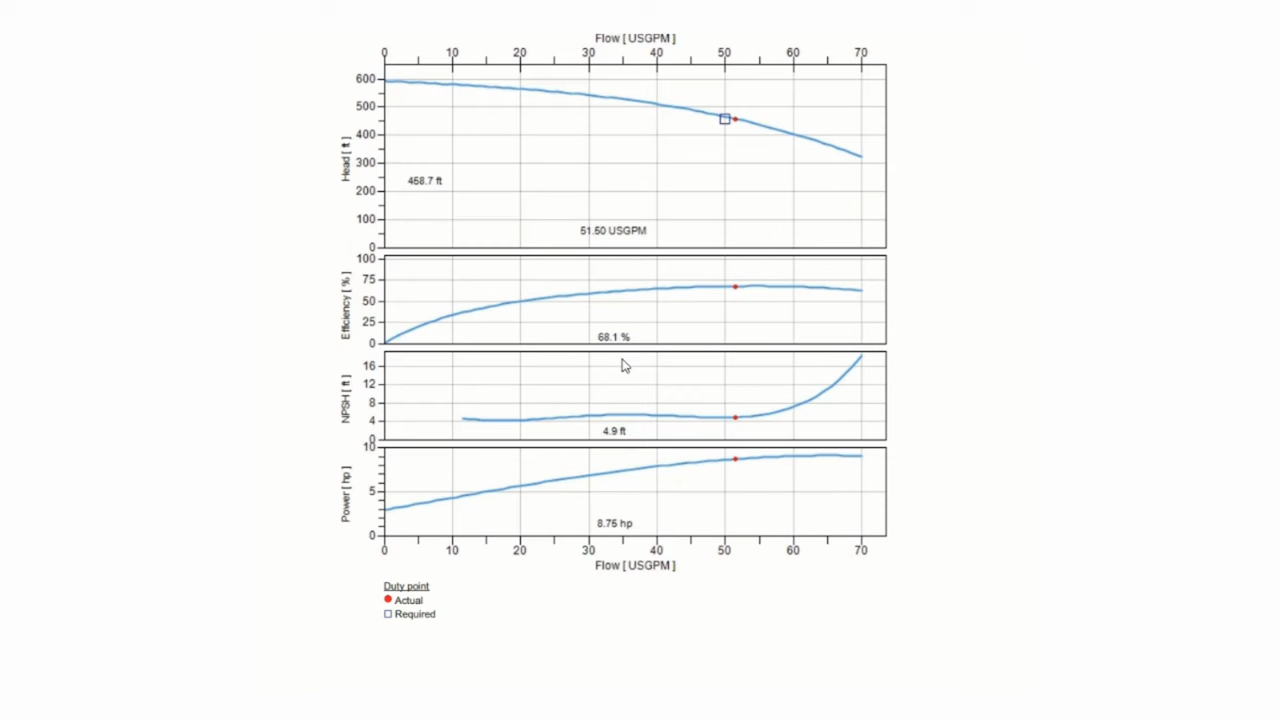 Flow [ USGPM ]
0 10 20 30 40 50 60 70
600
500
400
300
200
100
0
Head [ ft ]
458.7 ft
51.50 USGPM
100
75
50
25
0
Efficiency [ % ]
68.1 %
16
12
8
4
0
NPSH [ ft ]
4.9 ft
10
5
0
Power [ hp ]
8.75 hp
0 10 20 30 40 50 60 70
Flow [ USGPM ]
Duty point
Actual
Required